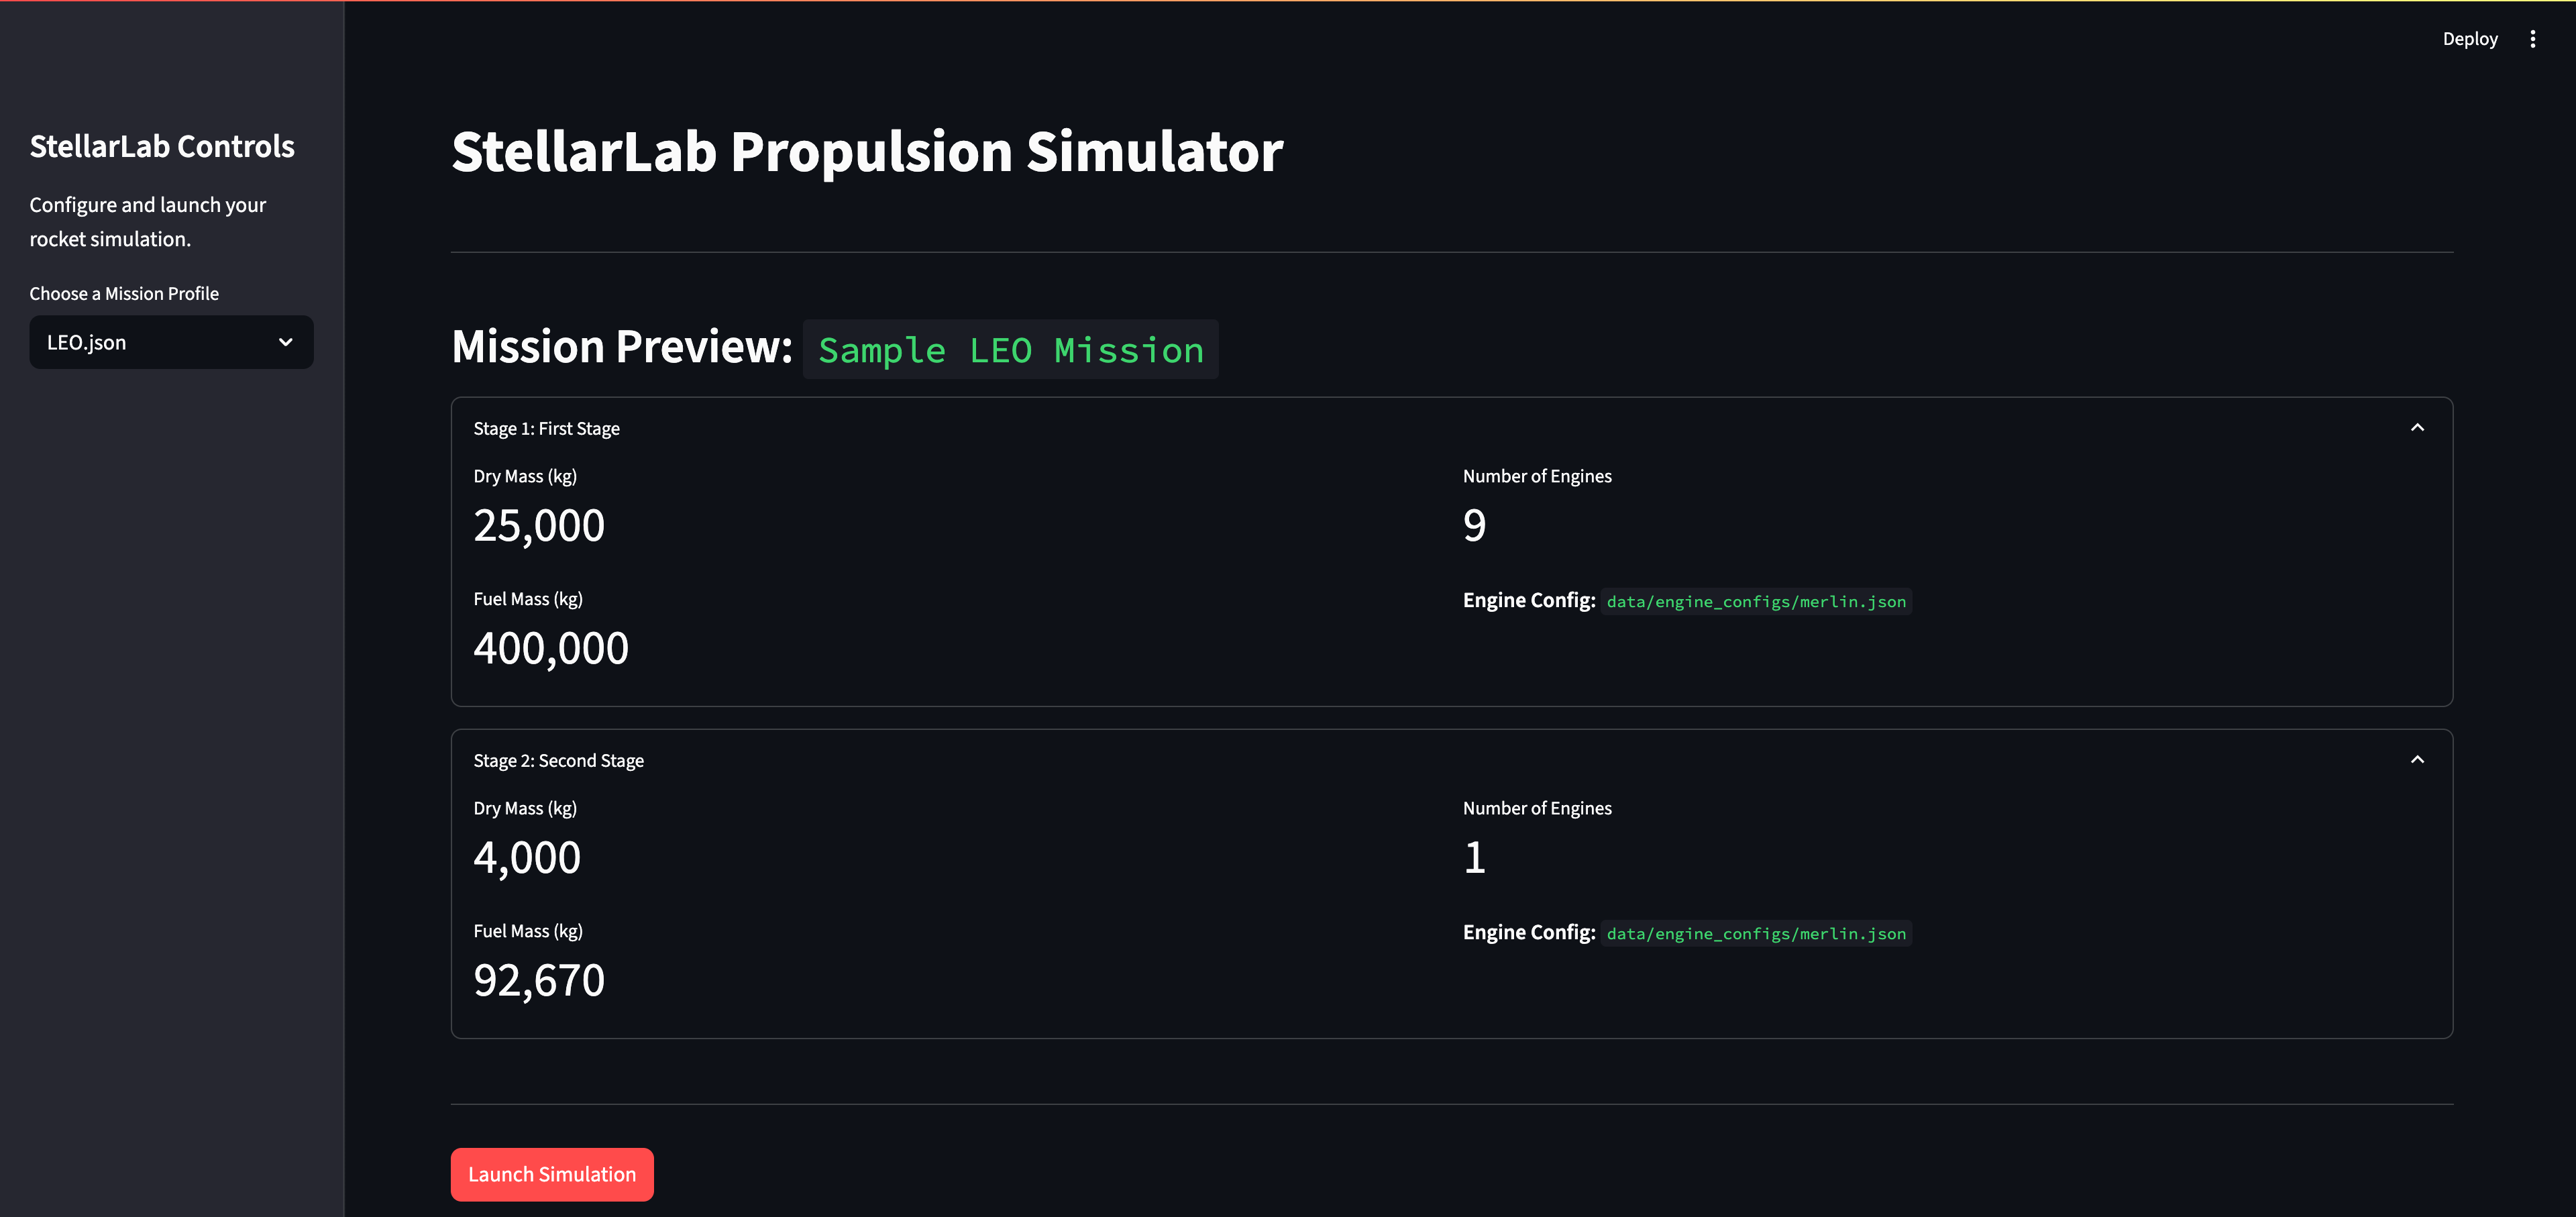 Deploy
StellarLab Controls
Configure and launch your
rocket simulation.
Choose a Mission Profile
LEO.json
StellarLab Propulsion Simulator
Mission Preview: Sample LEO Mission
Stage 1: First Stage
Dry Mass (kg)
25,000
Number of Engines
9
Fuel Mass (kg)
400,000
Engine Config: data/engine_configs/merlin.json
Stage 2: Second Stage
Dry Mass (kg)
4,000
Number of Engines
1
Fuel Mass (kg)
92,670
Engine Config: data/engine_configs/merlin.json
Launch Simulation